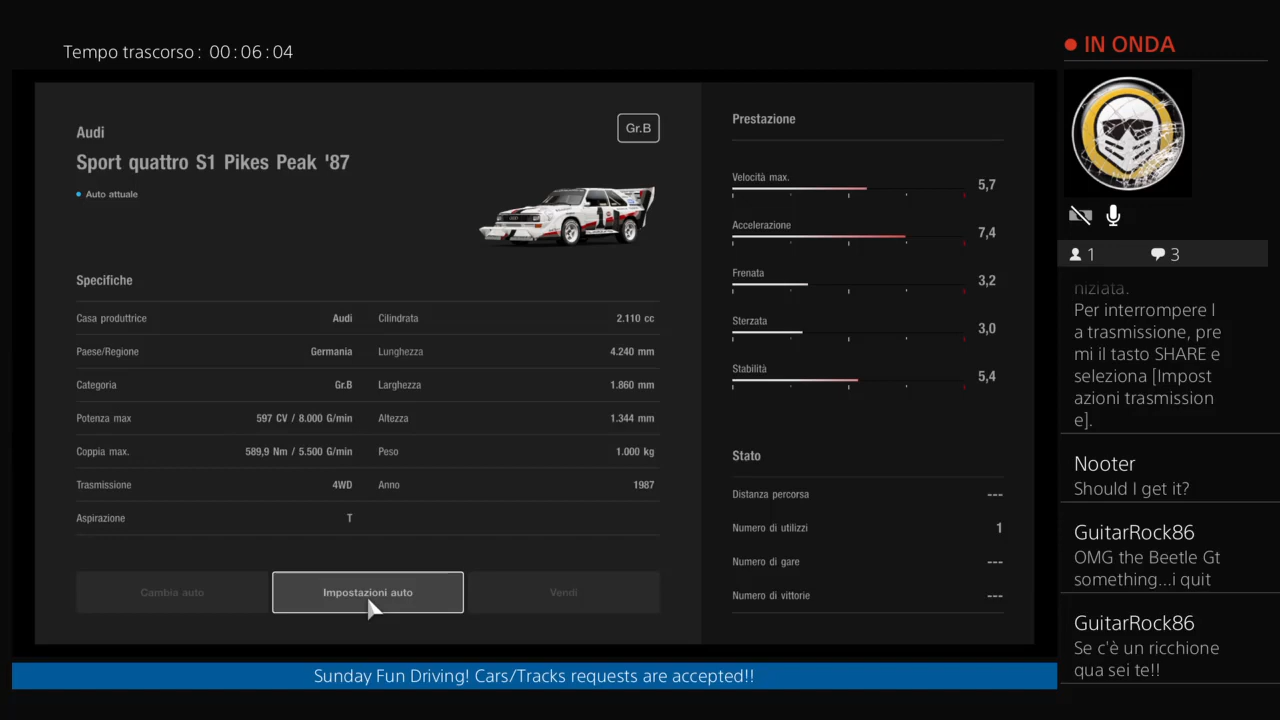 Tempo trascorso: 00:06:04
IN ONDA
Audi
Gr.B
Sport quattro S1 Pikes Peak '87
Auto attuale
Specifiche
Casa produttrice Audi Cilindrata 2.110 cc
Paese/Regione Germania Lunghezza 4.240 mm
Categoria Gr.B Larghezza 1.860 mm
Potenza max 597 CV / 8.000 G/min Altezza 1.344 mm
Coppia max. 589,9 Nm / 5.500 G/min Peso 1.000 kg
Trasmissione 4WD Anno 1987
Aspirazione T
Cambia auto Impostazioni auto Vendi
Prestazione
Velocità max. 5,7
Accelerazione 7,4
Frenata 3,2
Sterzata 3,0
Stabilità 5,4
Stato
Distanza percorsa ---
Numero di utilizzi 1
Numero di gare ---
Numero di vittorie ---
1 3
niziata.
Per interrompere l
a trasmissione, pre
mi il tasto SHARE e
seleziona [Impost
azioni trasmission
e].
Nooter
Should I get it?
GuitarRock86
OMG the Beetle Gt
something...i quit
GuitarRock86
Se c'è un ricchione
qua sei te!!
Sunday Fun Driving! Cars/Tracks requests are accepted!!